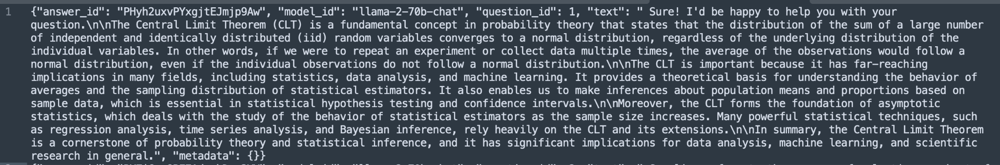 1 {"answer_id": "PHyh2uxvPYxgjtEJmjp9Aw", "model_id": "llama-2-70b-chat", "question_id": 1, "text": " Sure! I'd be happy to help you with your
question.\n\nThe Central Limit Theorem (CLT) is a fundamental concept in probability theory that states that the distribution of the sum of a large number
of independent and identically distributed (iid) random variables converges to a normal distribution, regardless of the underlying distribution of the
individual variables. In other words, if we were to repeat an experiment or collect data multiple times, the average of the observations would follow a
normal distribution, even if the individual observations do not follow a normal distribution.\n\nThe CLT is important because it has far-reaching
implications in many fields, including statistics, data analysis, and machine learning. It provides a theoretical basis for understanding the behavior of
averages and the sampling distribution of statistical estimators. It also enables us to make inferences about population means and proportions based on
sample data, which is essential in statistical hypothesis testing and confidence intervals.\n\nMoreover, the CLT forms the foundation of asymptotic
statistics, which deals with the study of the behavior of statistical estimators as the sample size increases. Many powerful statistical techniques, such
as regression analysis, time series analysis, and Bayesian inference, rely heavily on the CLT and its extensions.\n\nIn summary, the Central Limit Theorem
is a cornerstone of probability theory and statistical inference, and it has significant implications for data analysis, machine learning, and scientific
research in general.", "metadata": {}}